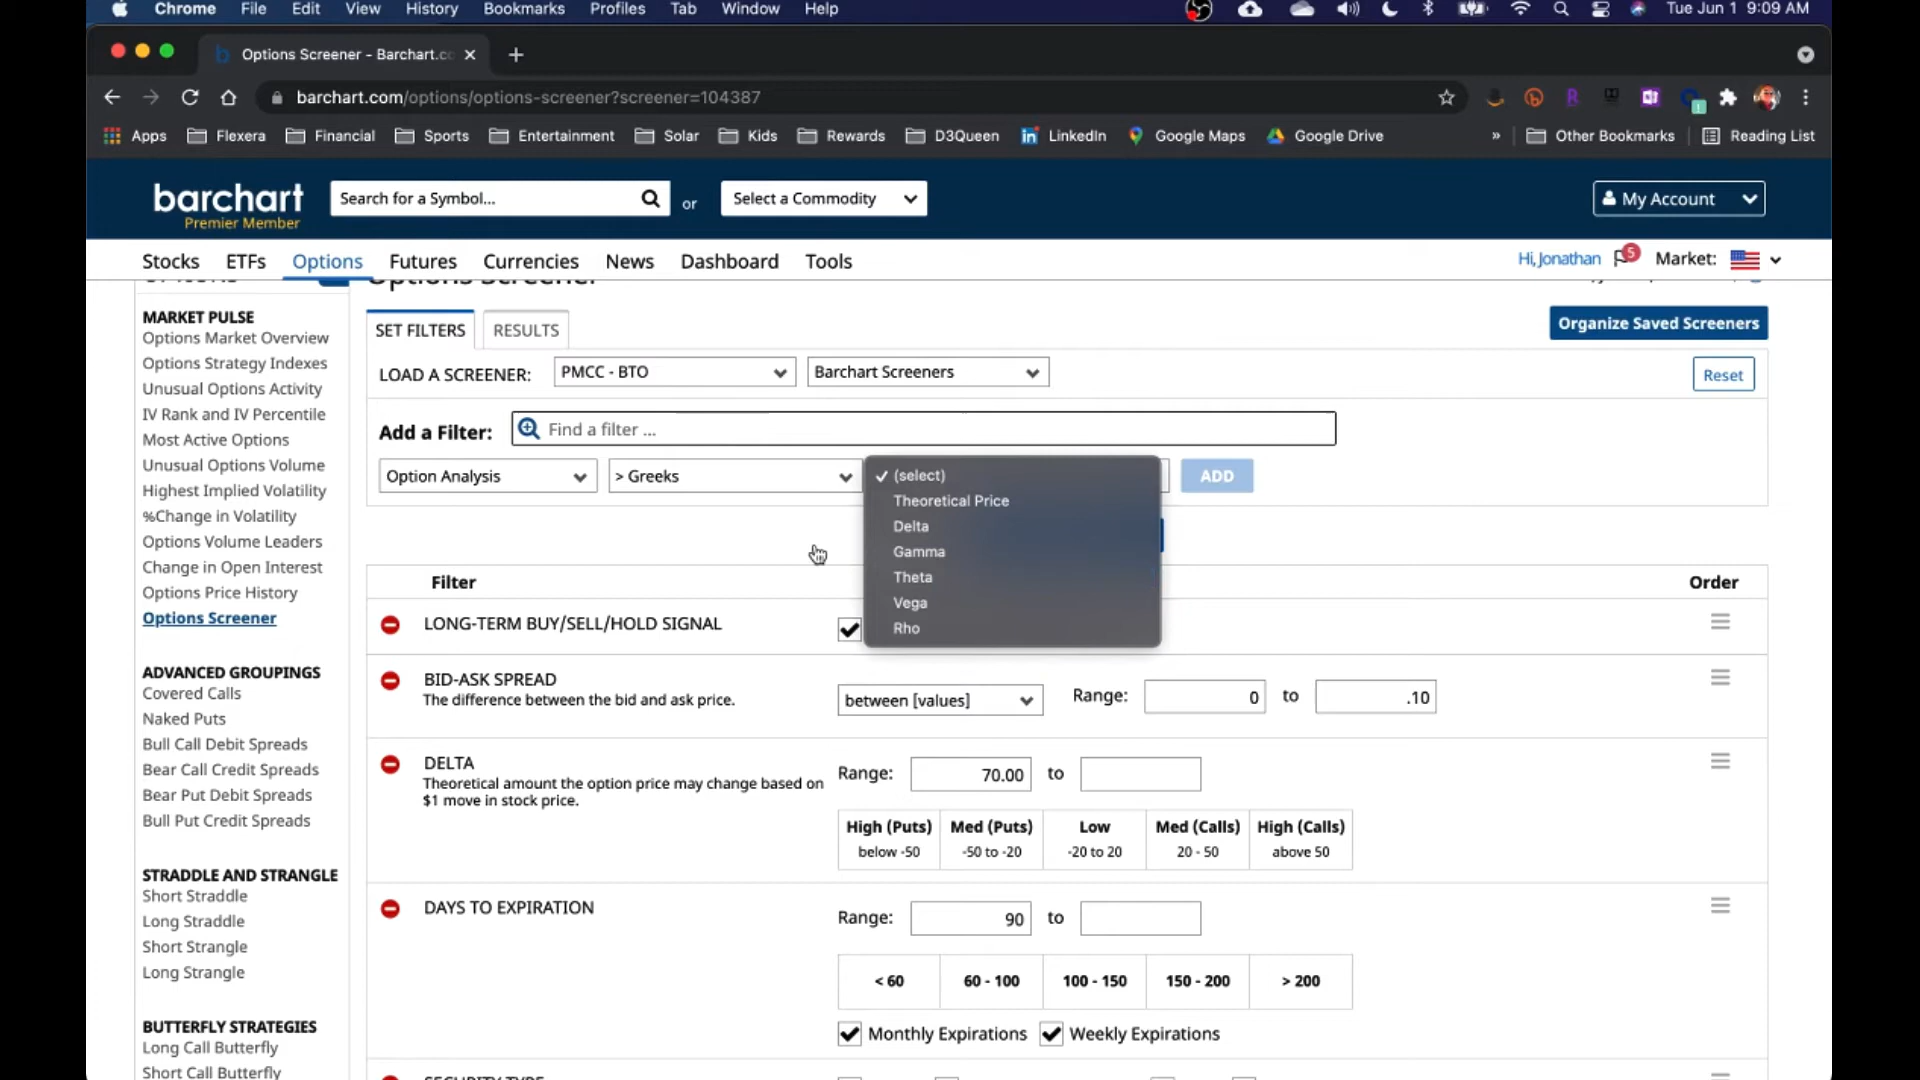 Chrome File Edit View History Bookmarks Profiles Tab Window Help Tue Jun 1 9:09 AM
Options Screener - Barchart.c
barchart.com/options/options-screener?screener=104387
Apps Flexera Financial Sports Entertainment Solar Kids Rewards D3Queen LinkedIn Google Maps Google Drive » Other Bookmarks Reading List
barchart
Premier Member
Search for a Symbol... or Select a Commodity My Account
Stocks ETFs Options Futures Currencies News Dashboard Tools Hi, Jonathan 5 Market:
Options Screener
MARKET PULSE
Options Market Overview
Options Strategy Indexes
Unusual Options Activity
IV Rank and IV Percentile
Most Active Options
Unusual Options Volume
Highest Implied Volatility
%Change in Volatility
Options Volume Leaders
Change in Open Interest
Options Price History
Options Screener
ADVANCED GROUPINGS
Covered Calls
Naked Puts
Bull Call Debit Spreads
Bear Call Credit Spreads
Bear Put Debit Spreads
Bull Put Credit Spreads
STRADDLE AND STRANGLE
Short Straddle
Long Straddle
Short Strangle
Long Strangle
BUTTERFLY STRATEGIES
Long Call Butterfly
Short Call Butterfly
SET FILTERS RESULTS
Organize Saved Screeners
LOAD A SCREENER: PMCC - BTO Barchart Screeners Reset
Add a Filter: Find a filter ...
Option Analysis > Greeks ✓ (select) ADD
Theoretical Price
Delta
Gamma
Theta
Vega
Rho
Filter Order
LONG-TERM BUY/SELL/HOLD SIGNAL
BID-ASK SPREAD
The difference between the bid and ask price.
between [values] Range: 0 to .10
DELTA
Theoretical amount the option price may change based on
$1 move in stock price.
Range: 70.00 to
High (Puts) Med (Puts) Low Med (Calls) High (Calls)
below -50 -50 to -20 -20 to 20 20 - 50 above 50
DAYS TO EXPIRATION
Range: 90 to
< 60 60 - 100 100 - 150 150 - 200 > 200
Monthly Expirations Weekly Expirations
SECURITY TYPE